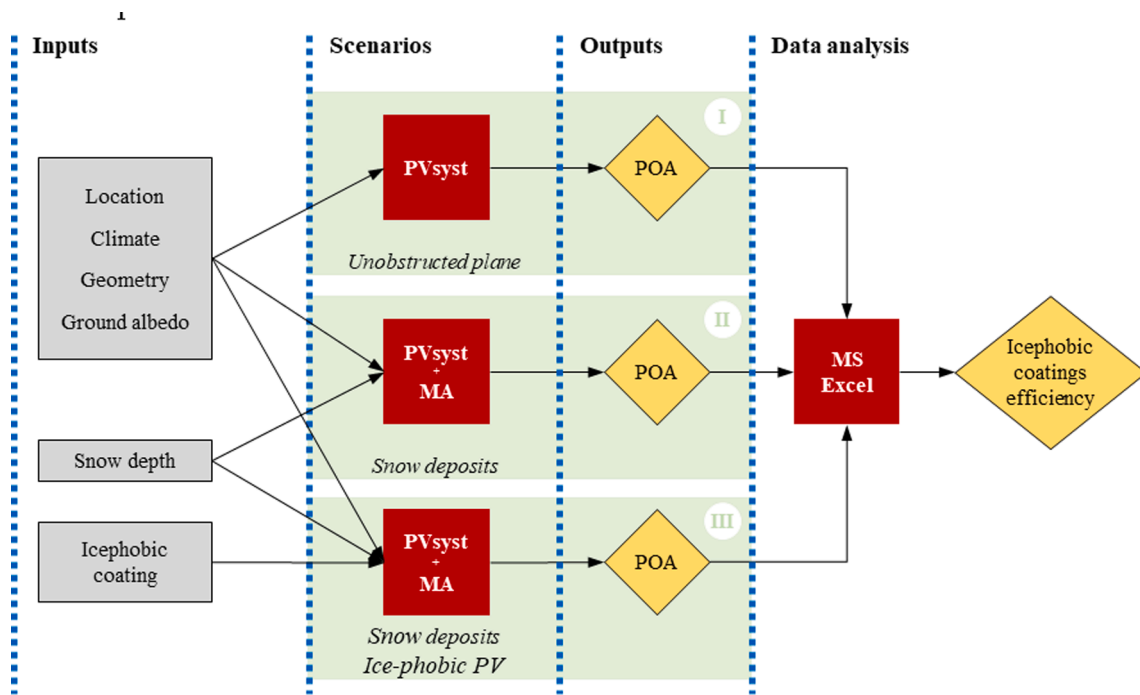 Inputs
Scenarios
Outputs
Data analysis
Location
Climate
Geometry
Ground albedo
Snow depth
Icephobic
coating
PVsyst
Unobstructed plane
PVsyst
+
MA
Snow deposits
PVsyst
+
MA
Snow deposits
Ice-phobic PV
I
POA
II
POA
III
POA
MS
Excel
Icephobic
coatings
efficiency